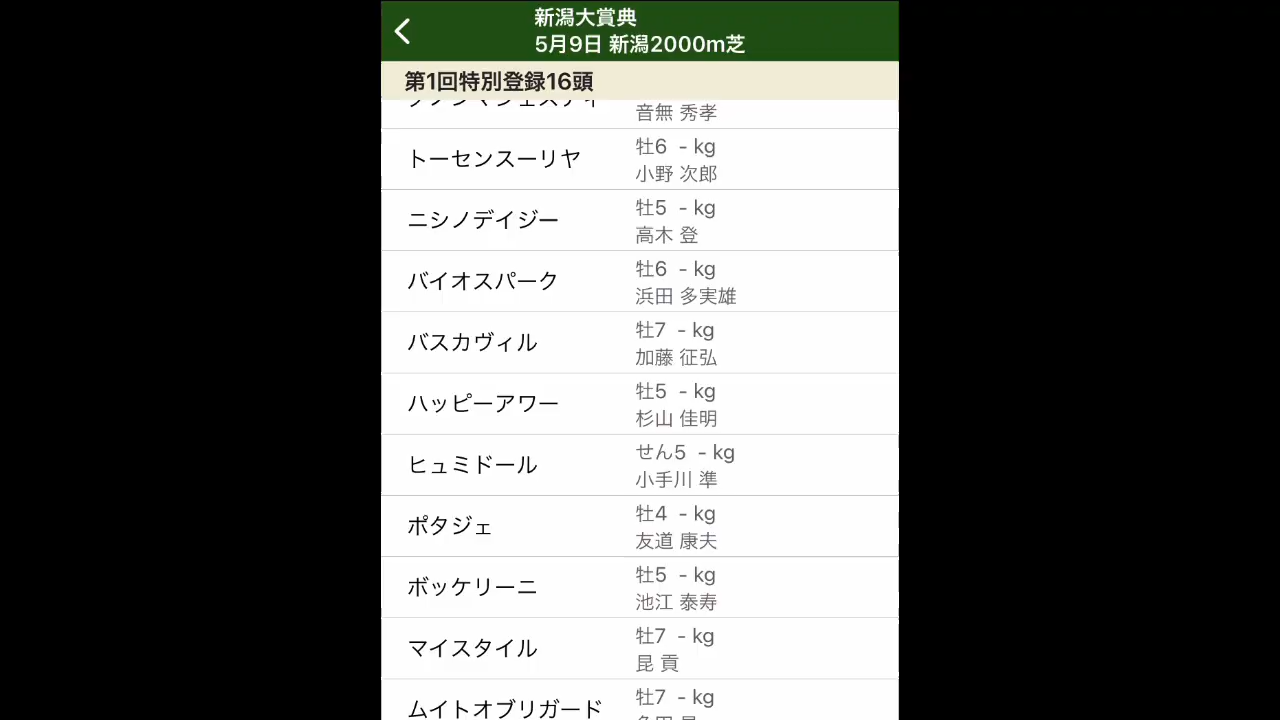 新潟大賞典
5月9日 新潟2000m芝
第1回特別登録16頭
音無 秀孝
トーセンスーリヤ
牡6 - kg
小野 次郎
ニシノデイジー
牡5 - kg
高木 登
バイオスパーク
牡6 - kg
浜田 多実雄
バスカヴィル
牡7 - kg
加藤 征弘
ハッピーアワー
牡5 - kg
杉山 佳明
ヒュミドール
せん5 - kg
小手川 準
ポタジェ
牡4 - kg
友道 康夫
ボッケリーニ
牡5 - kg
池江 泰寿
マイスタイル
牡7 - kg
昆 貢
ムイトオブリガード
牡7 - kg